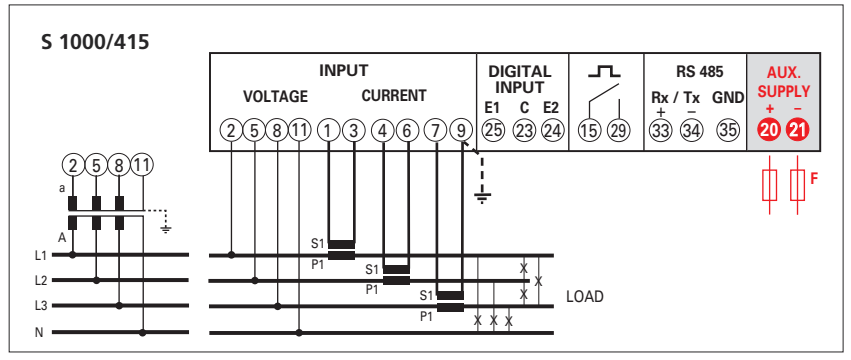 S 1000/415
INPUT
VOLTAGE CURRENT
DIGITAL
INPUT
E1 C E2
RS 485
Rx / Tx GND
+ –
AUX.
SUPPLY
+ –
2 5 8 11 1 3 4 6 7 9 25 23 24 15 29 33 34 35 20 21
F
2 5 8 11
a
A
L1
L2
L3
N
S1
P1
S1
P1
S1
P1
X X
X
X X X
LOAD